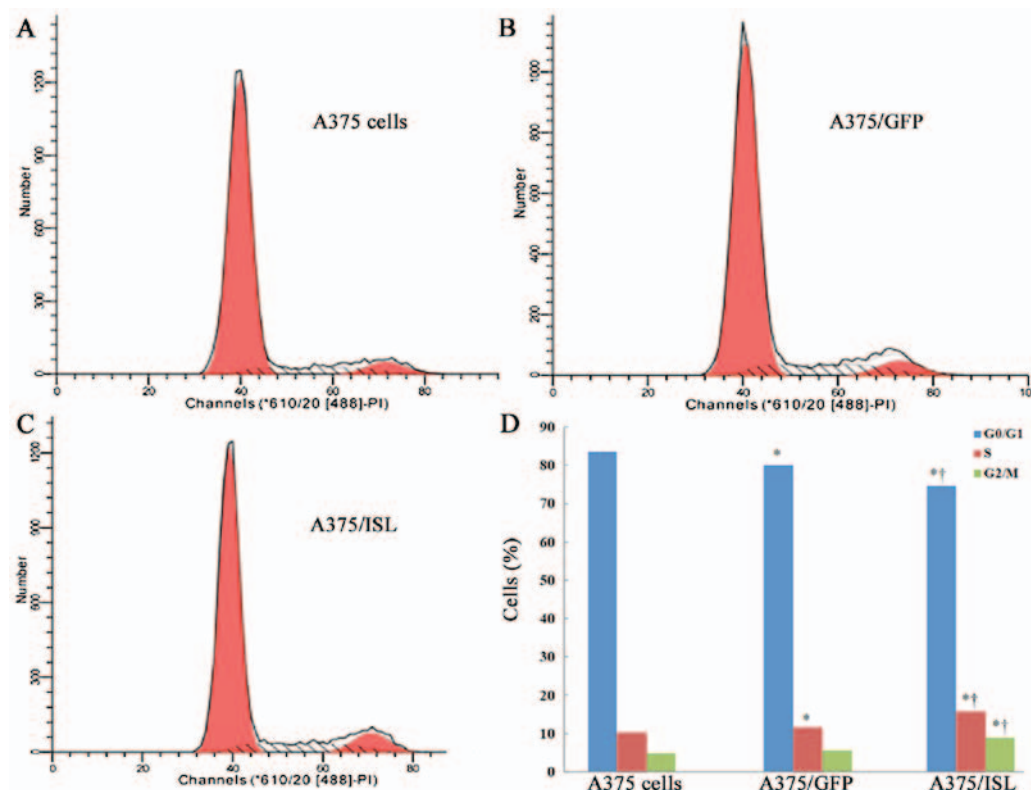 A
A375 cells
Number
1200
900
600
300
0
0 20 40 60 80
Channels (*610/20 [488]-PI)
B
A375/GFP
Number
1000
800
600
400
200
0
0 20 40 60 80 100
Channels (*610/20 [488]-PI)
C
A375/ISL
Number
1200
900
600
300
0
0 20 40 60 80
Channels (*610/20 [488]-PI)
D
G0/G1
S
G2/M
Cells (%)
90
80
70
60
50
40
30
20
10
0
*
*†
*
*†
*†
A375 cells A375/GFP A375/ISL